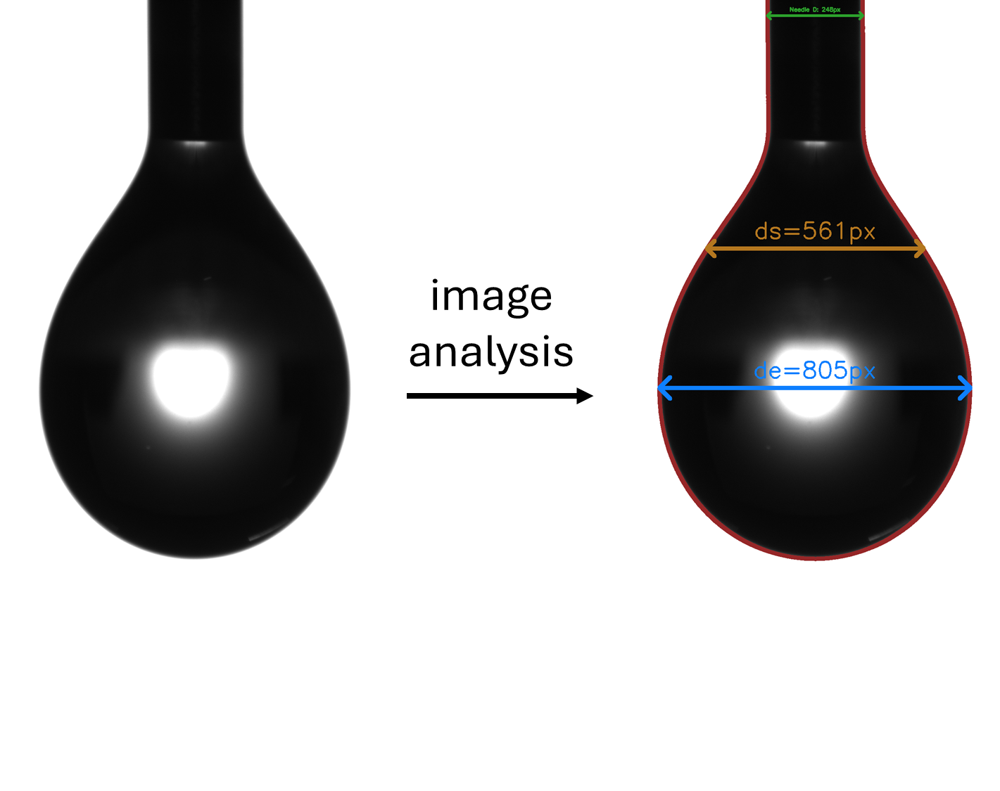 Needle D: 248px
ds=561px
image
analysis
de=805px